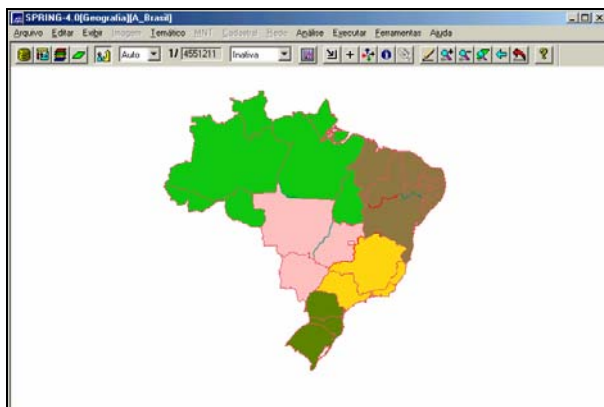 SPRING-4.0[Geografia][A_Brasil]
Arquivo Editar Exibir Imagem Temático MNT Cadastral Rede Análise Executar Ferramentas Ajuda
Auto 1/ 4551211 Inativa